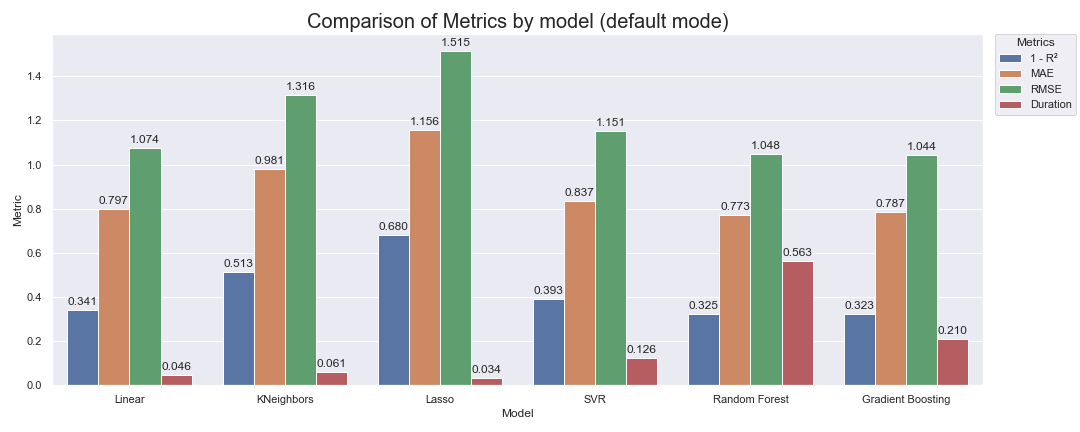 Comparison of Metrics by model (default mode)
Metrics
1 - R²
MAE
RMSE
Duration
Metric
1.4
1.2
1.0
0.8
0.6
0.4
0.2
0.0
0.341
0.797
1.074
0.046
0.513
0.981
1.316
0.061
0.680
1.156
1.515
0.034
0.393
0.837
1.151
0.126
0.325
0.773
1.048
0.563
0.323
0.787
1.044
0.210
Linear
KNeighbors
Lasso
SVR
Random Forest
Gradient Boosting
Model